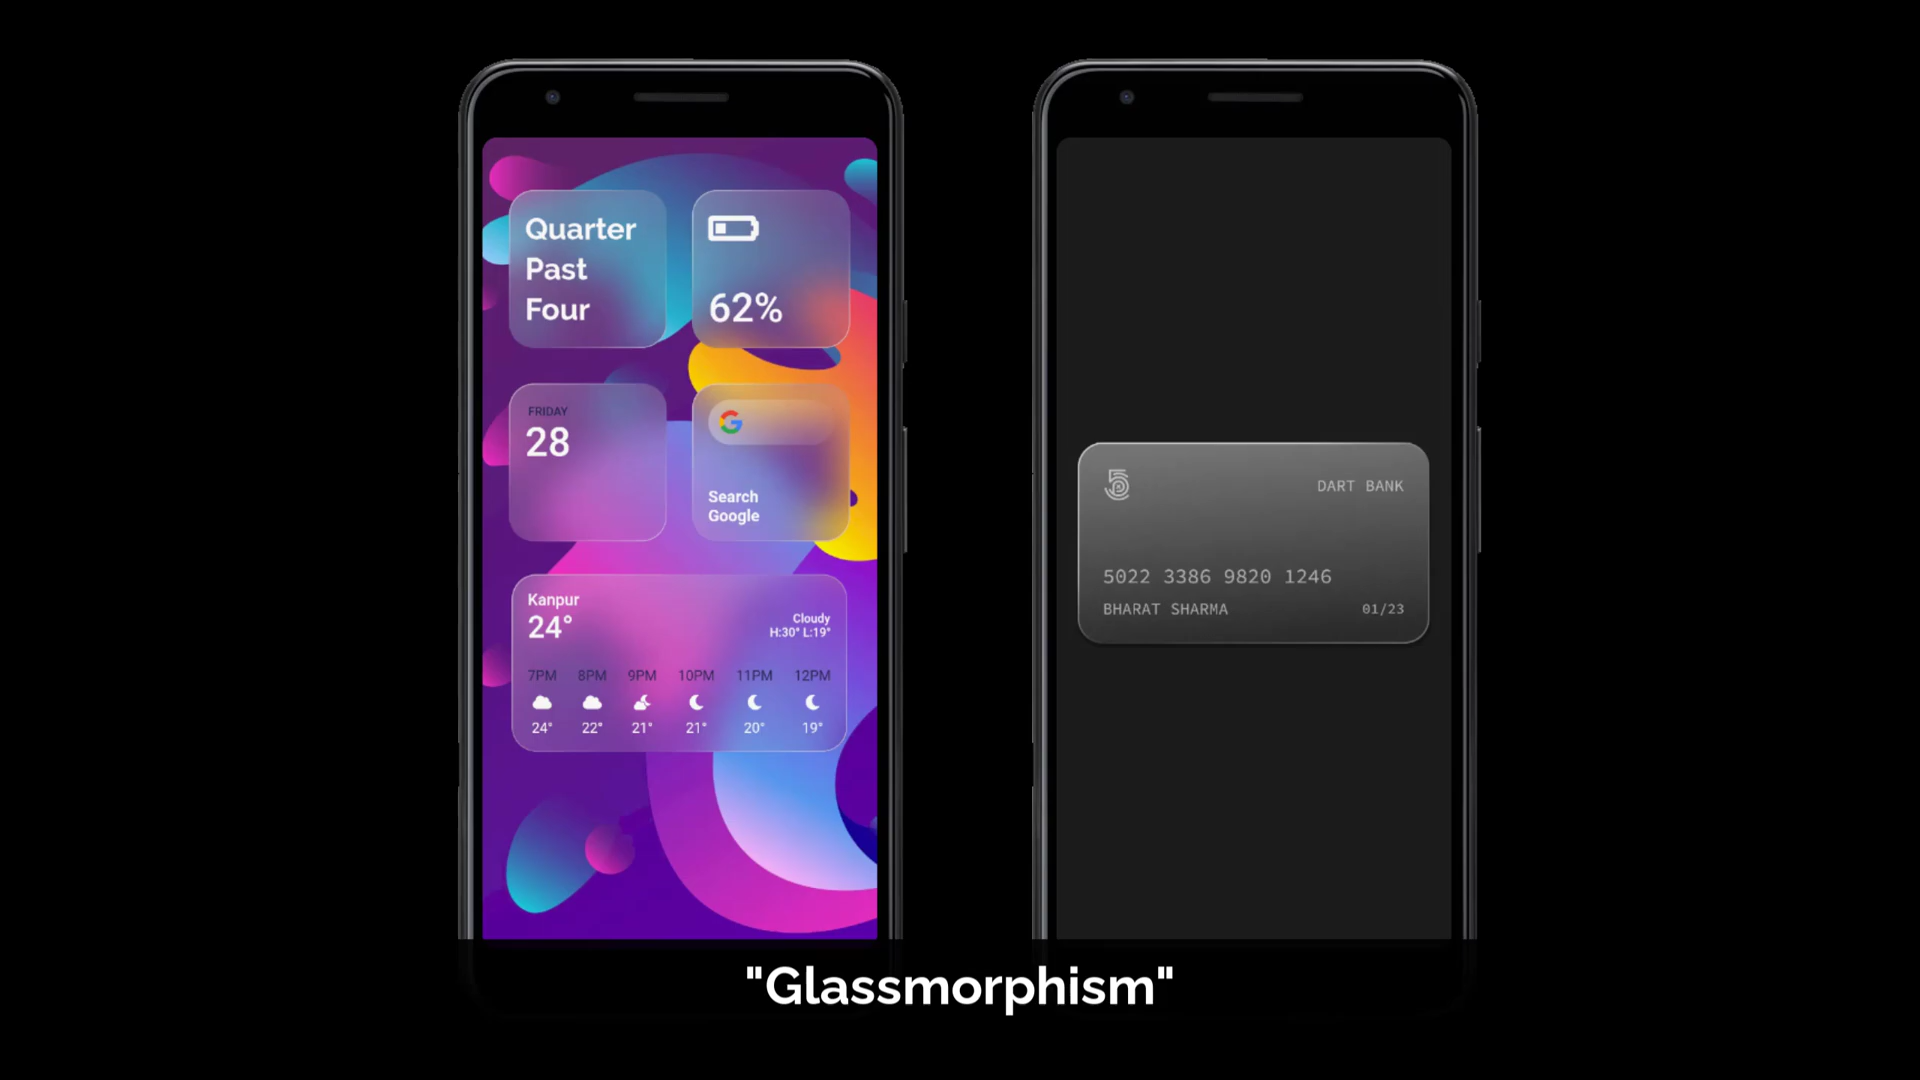 Quarter
Past
Four
62%
FRIDAY
28
Search
Google
Kanpur
24°
Cloudy
H:30° L:19°
7PM 8PM 9PM 10PM 11PM 12PM
24° 22° 21° 21° 20° 19°
DART BANK
5022 3386 9820 1246
BHARAT SHARMA 01/23
"Glassmorphism"